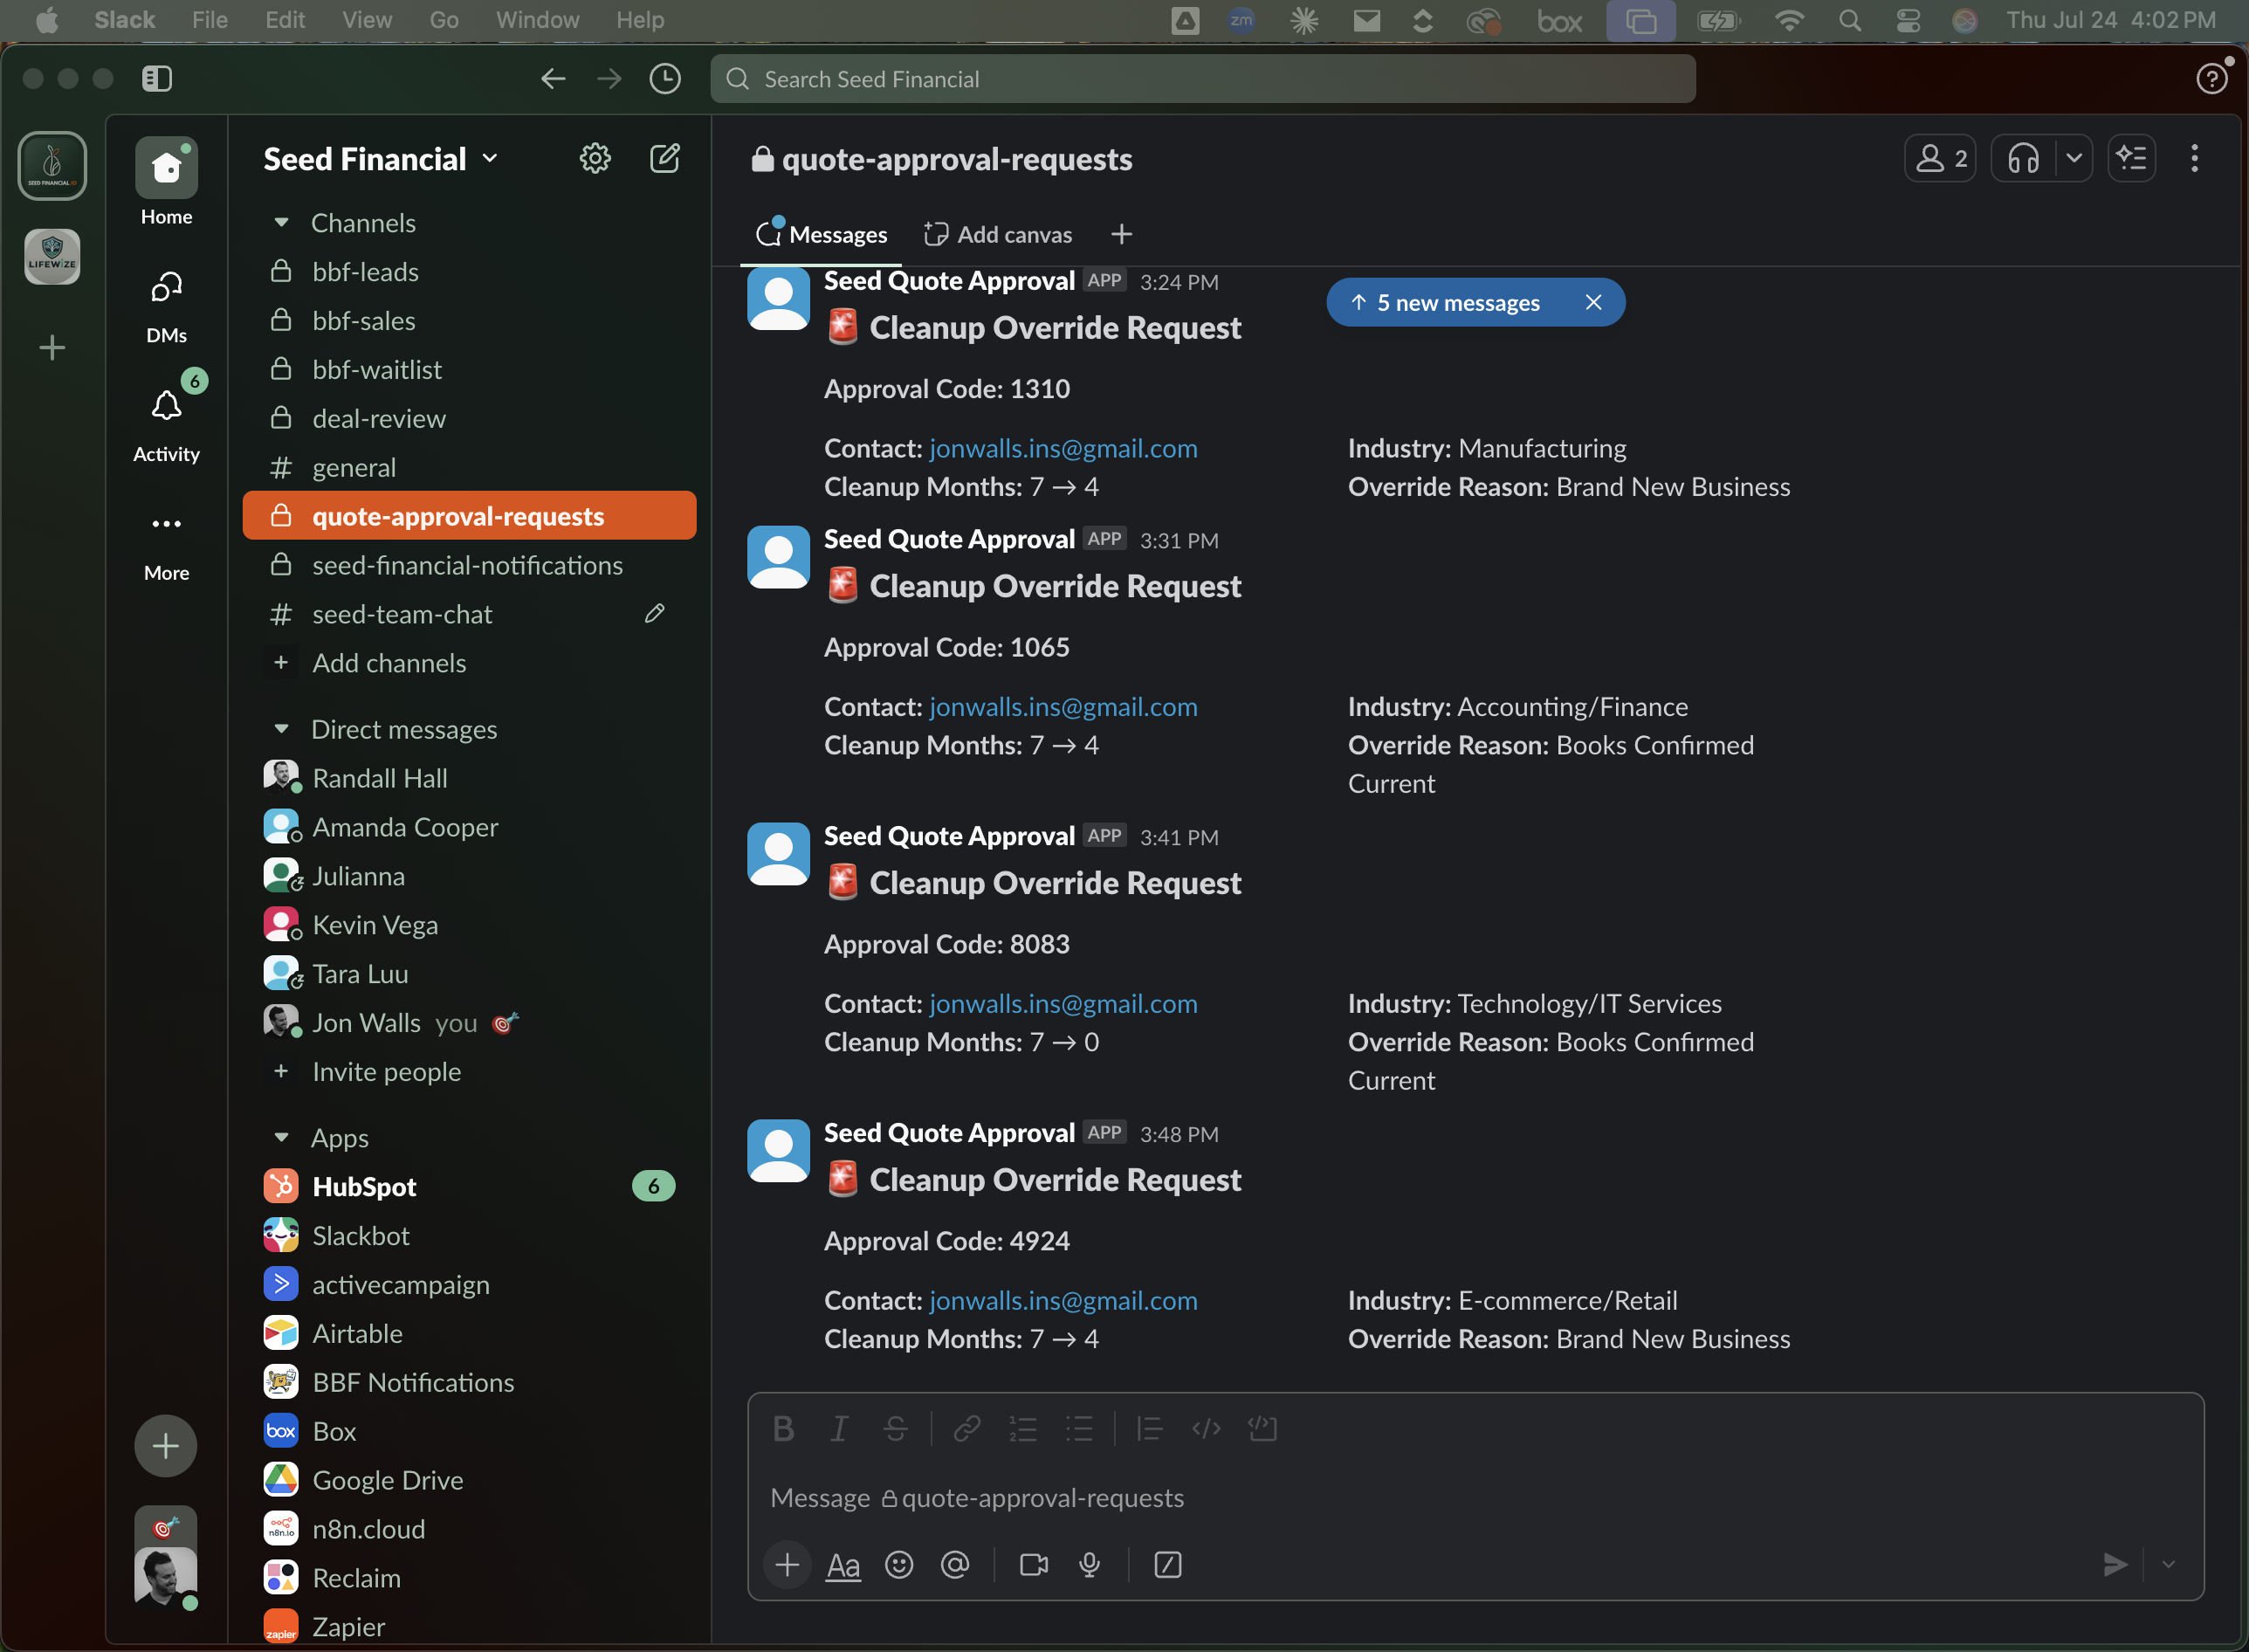 Slack File Edit View Go Window Help
zm
box
Thu Jul 24 4:02 PM
Search Seed Financial
SEED FINANCIAL.IO
LIFEWIZE
Home
DMs
6
Activity
More
Seed Financial
Channels
bbf-leads
bbf-sales
bbf-waitlist
deal-review
# general
quote-approval-requests
seed-financial-notifications
# seed-team-chat
+ Add channels
Direct messages
Randall Hall
Amanda Cooper
Julianna
Kevin Vega
Tara Luu
Jon Walls you
+ Invite people
Apps
HubSpot 6
Slackbot
activecampaign
Airtable
BBF Notifications
box Box
Google Drive
n8n.io n8n.cloud
Reclaim
zapier Zapier
quote-approval-requests
2
Messages Add canvas +
5 new messages
Seed Quote Approval APP 3:24 PM
Cleanup Override Request
Approval Code: 1310
Contact: jonwalls.ins@gmail.com Industry: Manufacturing
Cleanup Months: 7 → 4 Override Reason: Brand New Business
Seed Quote Approval APP 3:31 PM
Cleanup Override Request
Approval Code: 1065
Contact: jonwalls.ins@gmail.com Industry: Accounting/Finance
Cleanup Months: 7 → 4 Override Reason: Books Confirmed
Current
Seed Quote Approval APP 3:41 PM
Cleanup Override Request
Approval Code: 8083
Contact: jonwalls.ins@gmail.com Industry: Technology/IT Services
Cleanup Months: 7 → 0 Override Reason: Books Confirmed
Current
Seed Quote Approval APP 3:48 PM
Cleanup Override Request
Approval Code: 4924
Contact: jonwalls.ins@gmail.com Industry: E-commerce/Retail
Cleanup Months: 7 → 4 Override Reason: Brand New Business
B I S
Message quote-approval-requests
+ Aa @